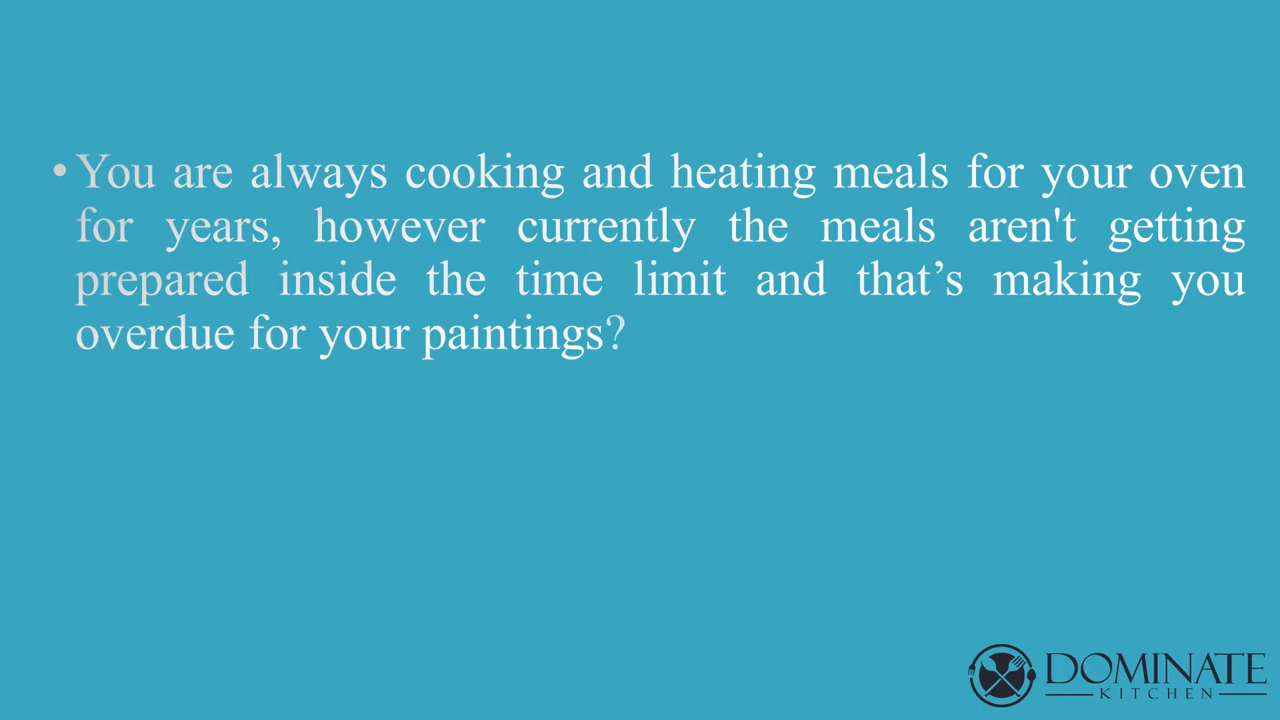 • You are always cooking and heating meals for your oven
for years, however currently the meals aren't getting
prepared inside the time limit and that’s making you
overdue for your paintings?
DOMINATE
KITCHEN